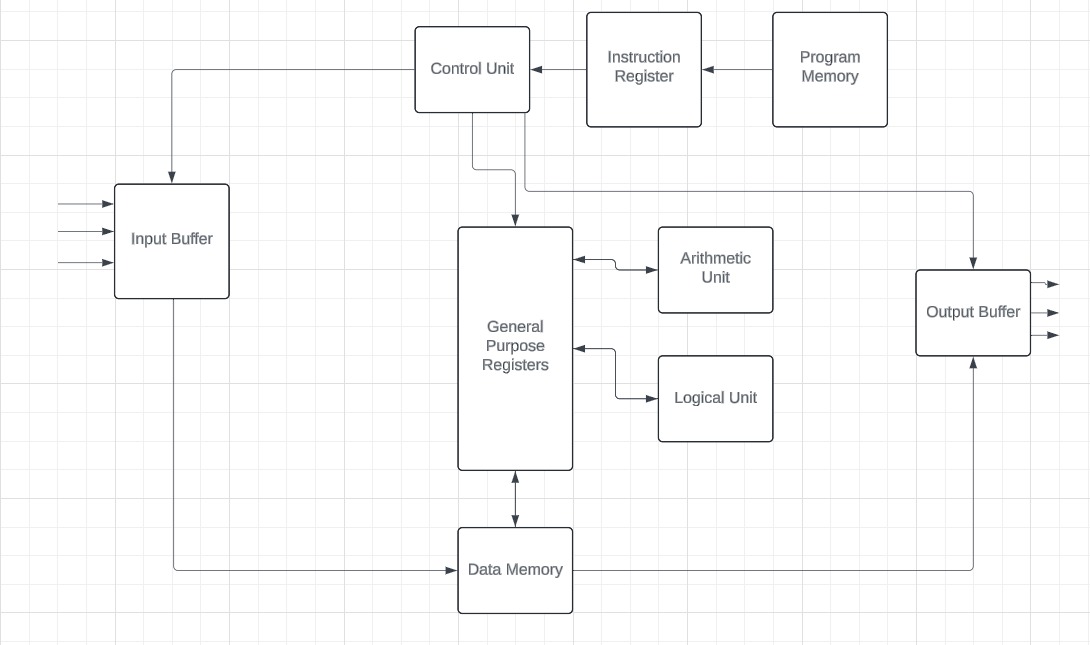 Control Unit
Instruction
Register
Program
Memory
Input Buffer
Arithmetic
Unit
General
Purpose
Registers
Output Buffer
Logical Unit
Data Memory